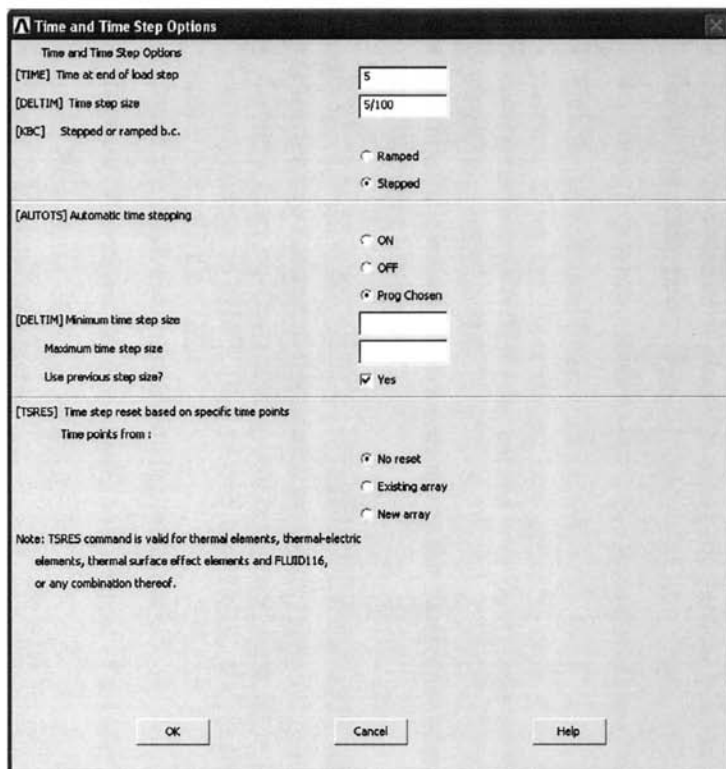 Time and Time Step Options
Time and Time Step Options
[TIME] Time at end of load step
5
[DELTIM] Time step size
5/100
[KBC] Stepped or ramped b.c.
Ramped
Stepped
[AUTOTS] Automatic time stepping
ON
OFF
Prog Chosen
[DELTIM] Minimum time step size
Maximum time step size
Use previous step size?
Yes
[TSRES] Time step reset based on specific time points
Time points from :
No reset
Existing array
New array
Note: TSRES command is valid for thermal elements, thermal-electric
elements, thermal surface effect elements and FLUID116,
or any combination thereof.
OK Cancel Help